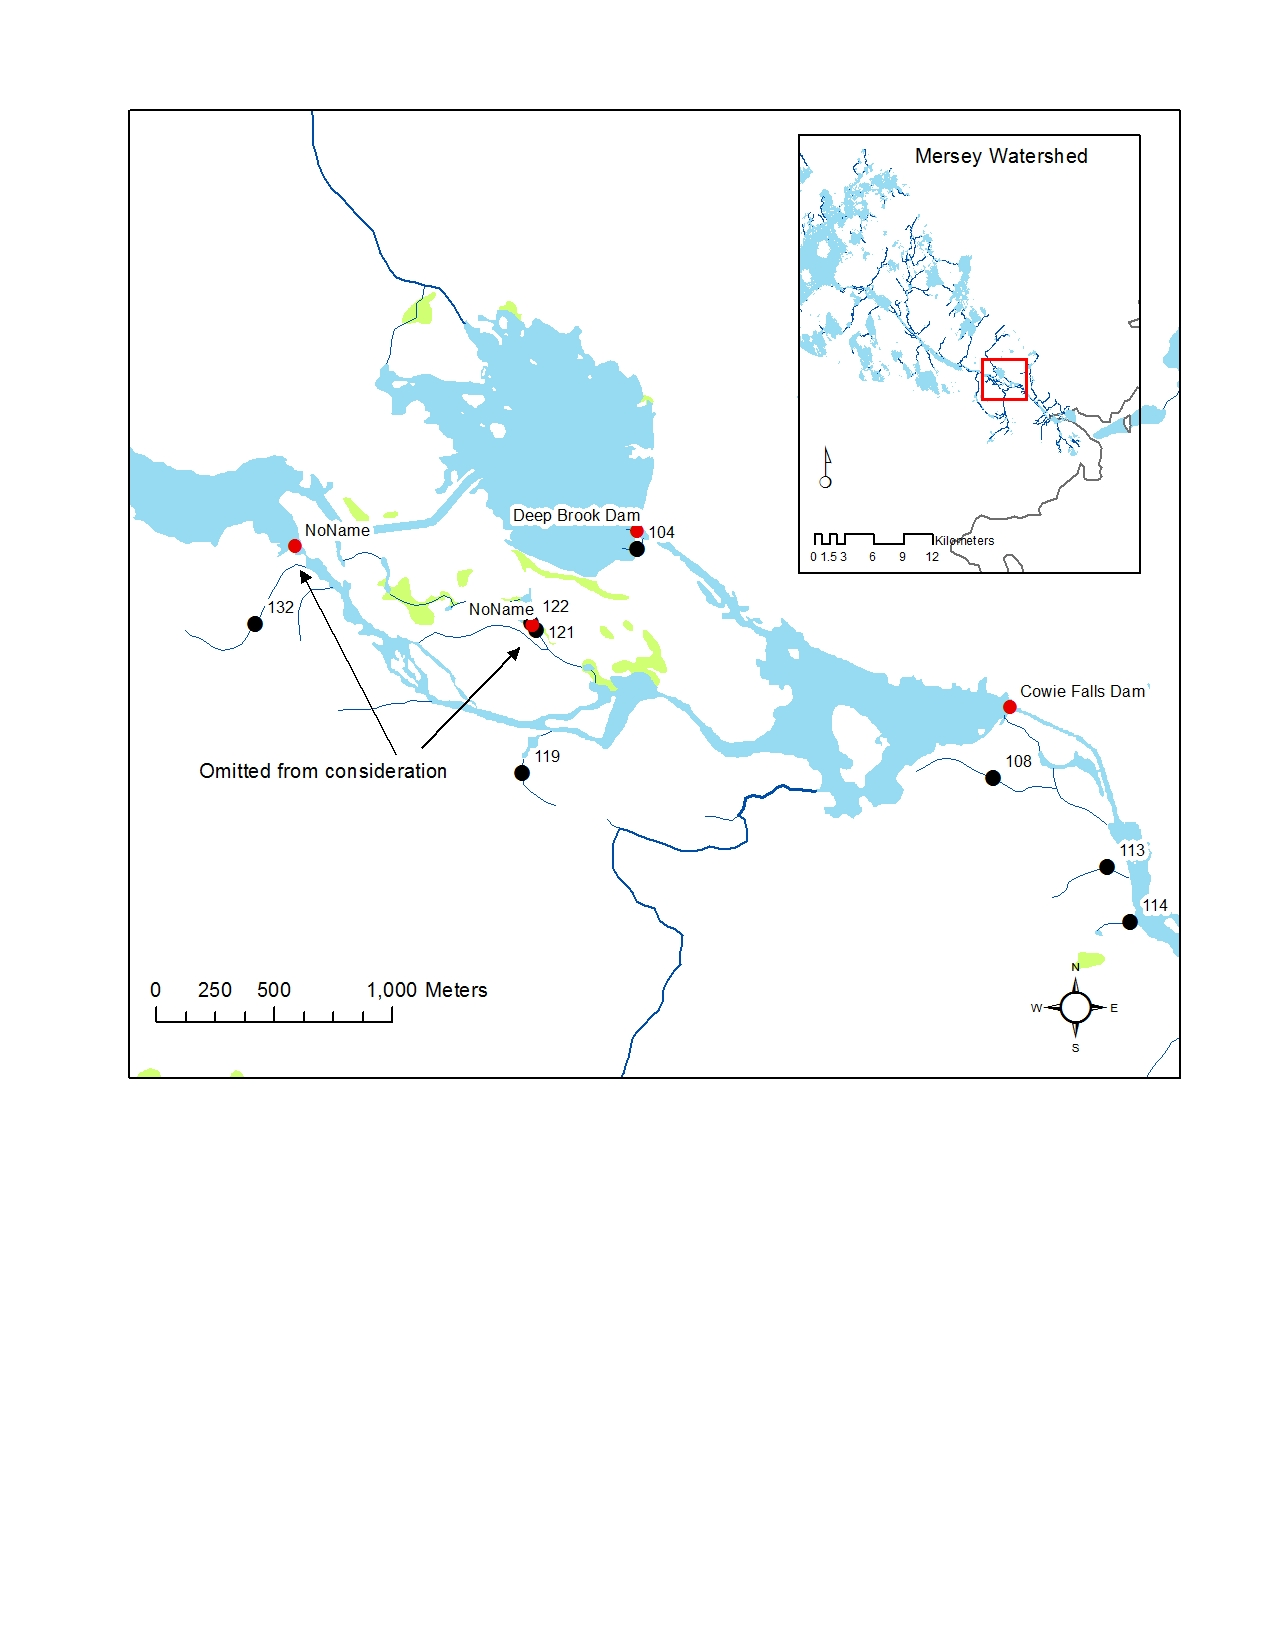 Mersey Watershed
Kilometers
0 1.5 3 6 9 12
Deep Brook Dam
104
NoName
132
NoName 122
121
Cowie Falls Dam
119
108
Omitted from consideration
113
114
N
W E
S
0 250 500 1,000 Meters